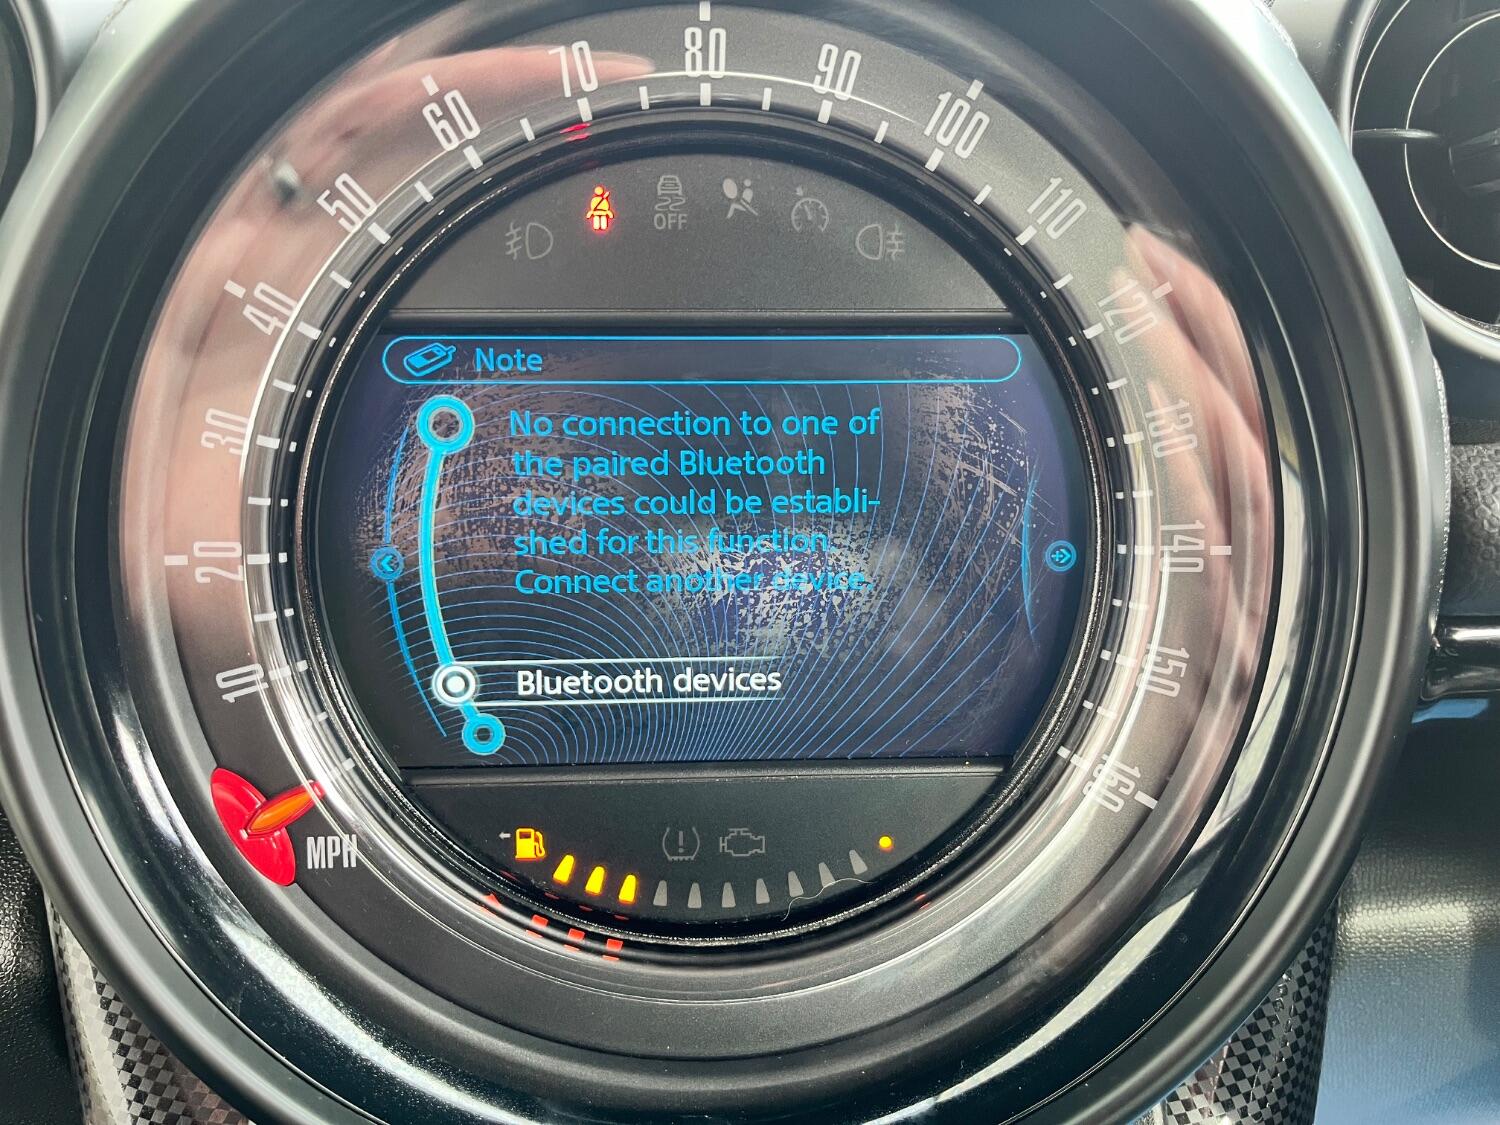 10
20
30
40
50
60
70
80
90
100
110
120
130
140
150
160
MPH
OFF
Note
No connection to one of
the paired Bluetooth
devices could be establi-
shed for this function.
Connect another device.
Bluetooth devices